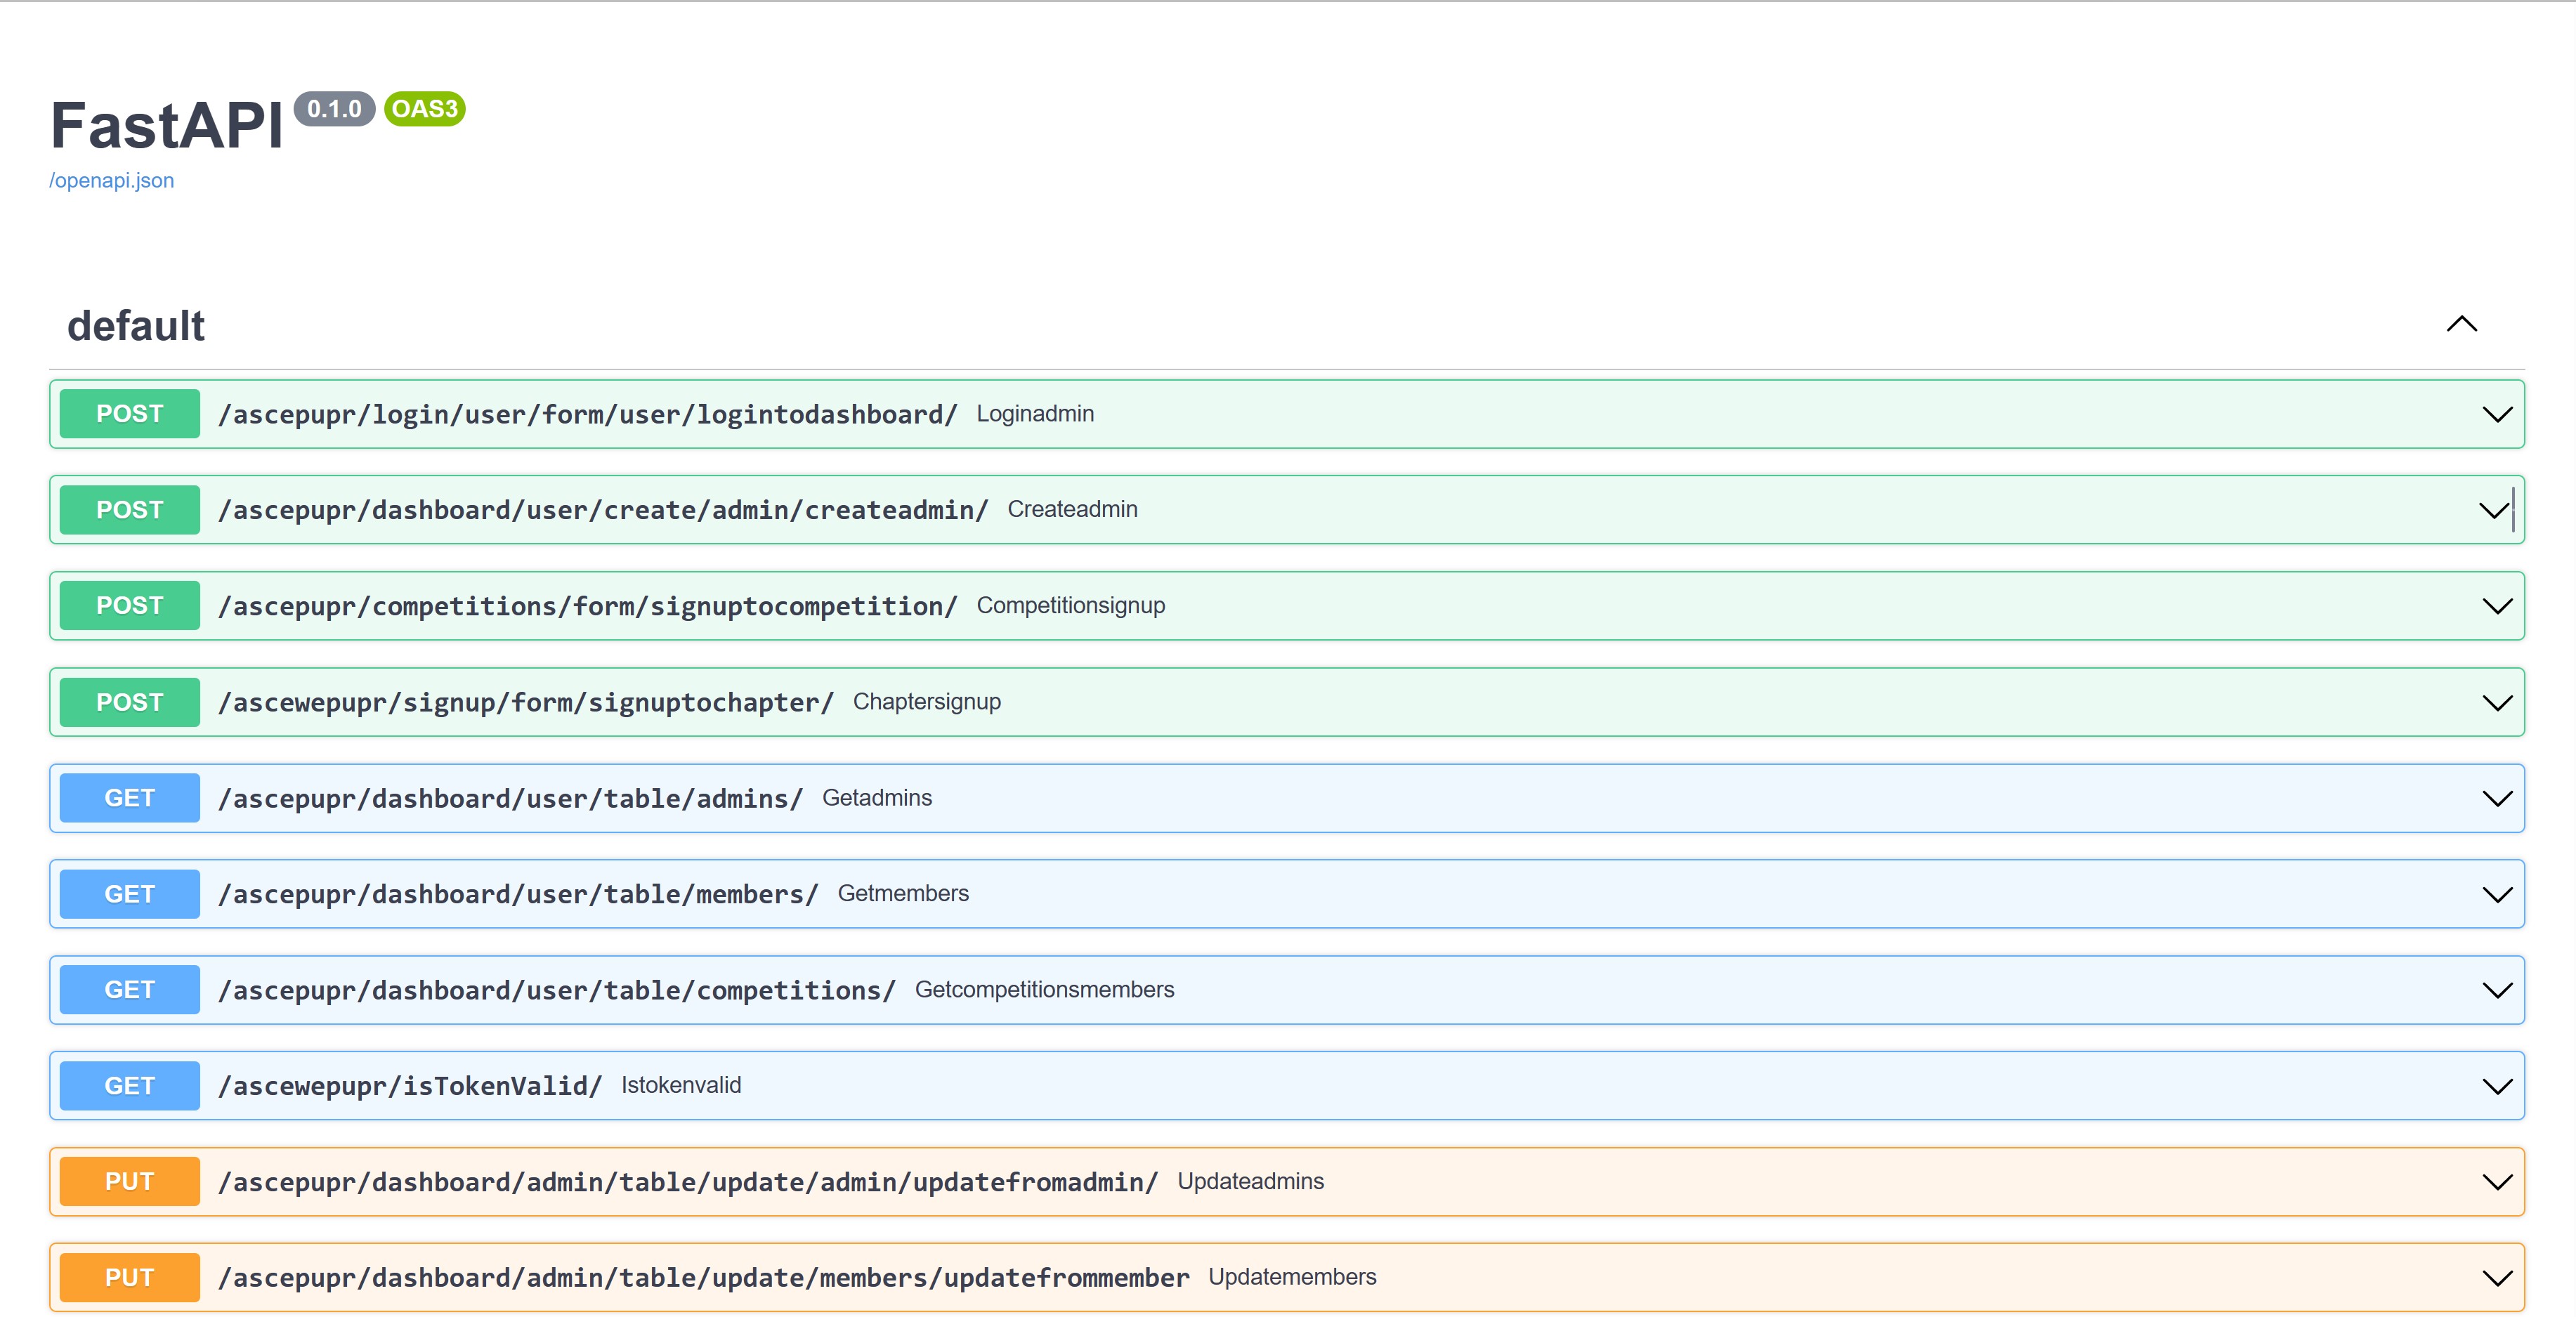 FastAPI 0.1.0 OAS3
/openapi.json
default
POST /ascepupr/login/user/form/user/logintodashboard/ Loginadmin
POST /ascepupr/dashboard/user/create/admin/createadmin/ Createadmin
POST /ascepupr/competitions/form/signuptocompetition/ Competitionsignup
POST /ascewepupr/signup/form/signuptochapter/ Chaptersignup
GET /ascepupr/dashboard/user/table/admins/ Getadmins
GET /ascepupr/dashboard/user/table/members/ Getmembers
GET /ascepupr/dashboard/user/table/competitions/ Getcompetitionsmembers
GET /ascewepupr/isTokenValid/ Istokenvalid
PUT /ascepupr/dashboard/admin/table/update/admin/updatefromadmin/ Updateadmins
PUT /ascepupr/dashboard/admin/table/update/members/updatefrommember Updatemembers